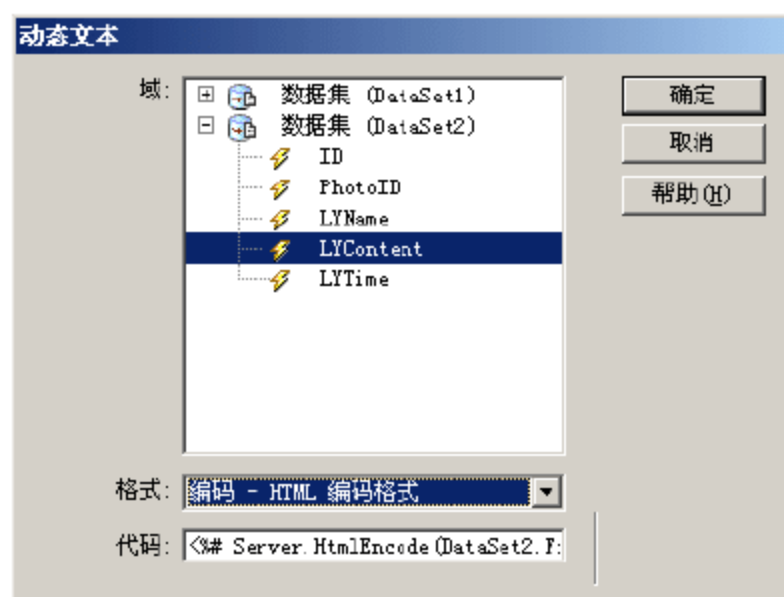 动态文本
域:
数据集 (DataSet1)
数据集 (DataSet2)
ID
PhotoID
LYName
LYContent
LYTime
确定
取消
帮助(H)
格式: 编码 - HTML 编码格式
代码: <%# Server.HtmlEncode(DataSet2.F: